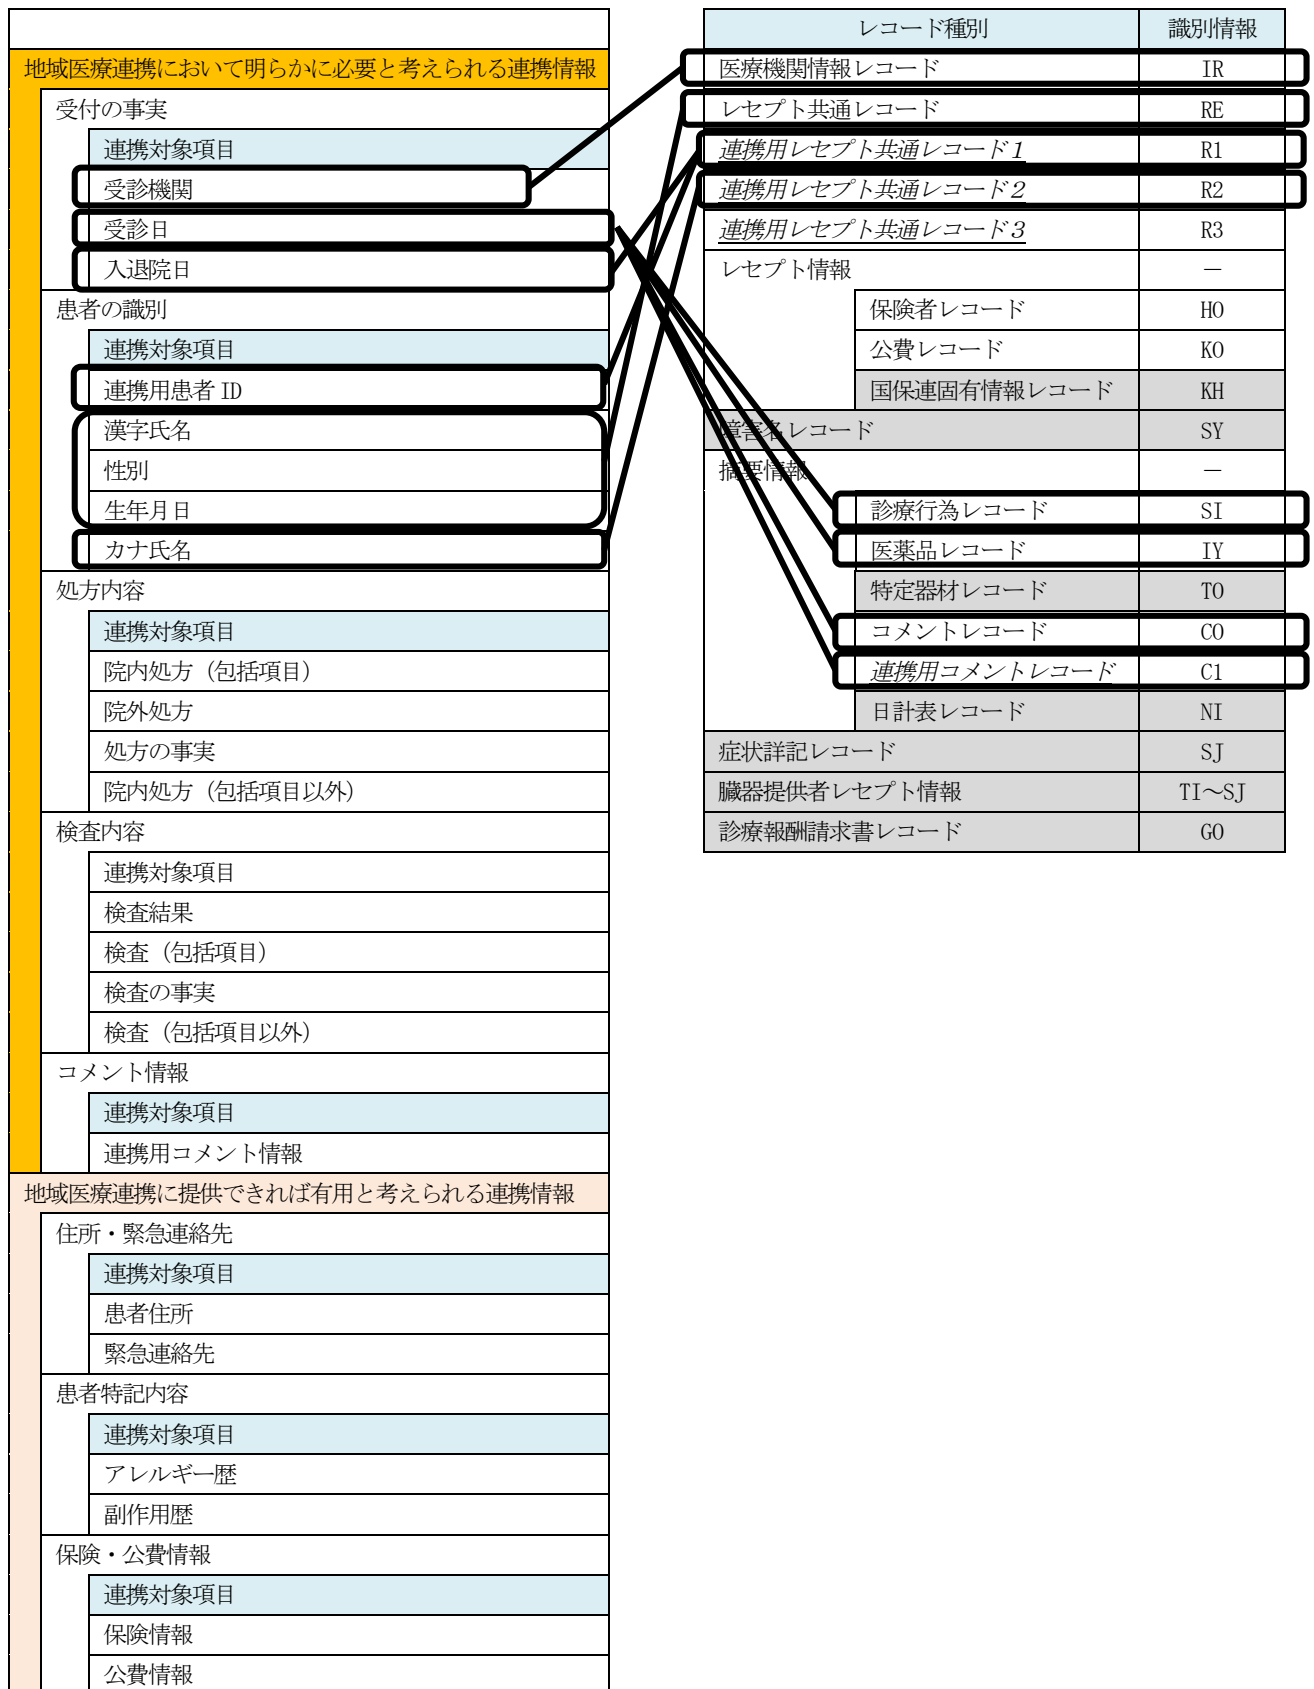 地域医療連携において明らかに必要と考えられる連携情報
受付の事実
連携対象項目
受診機関
受診日
入退院日
患者の識別
連携対象項目
連携用患者 ID
漢字氏名
性別
生年月日
カナ氏名
処方内容
連携対象項目
院内処方（包括項目）
院外処方
処方の事実
院内処方（包括項目以外）
検査内容
連携対象項目
検査結果
検査（包括項目）
検査の事実
検査（包括項目以外）
コメント情報
連携対象項目
連携用コメント情報
地域医療連携に提供できれば有用と考えられる連携情報
住所・緊急連絡先
連携対象項目
患者住所
緊急連絡先
患者特記内容
連携対象項目
アレルギー歴
副作用歴
保険・公費情報
連携対象項目
保険情報
公費情報
レコード種別 識別情報
医療機関情報レコード IR
レセプト共通レコード RE
連携用レセプト共通レコード1 R1
連携用レセプト共通レコード2 R2
連携用レセプト共通レコード3 R3
レセプト情報 －
保険者レコード HO
公費レコード KO
国保連固有情報レコード KH
障害名レコード SY
摘要情報 －
診療行為レコード SI
医薬品レコード IY
特定器材レコード TO
コメントレコード CO
連携用コメントレコード C1
日計表レコード NI
症状詳記レコード SJ
臓器提供者レセプト情報 TI～SJ
診療報酬請求書レコード GO